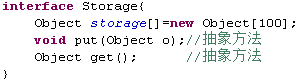 interface Storage{
    Object storage[]=new Object[100];
    void put(Object o);//抽象方法
    Object get();      //抽象方法
}